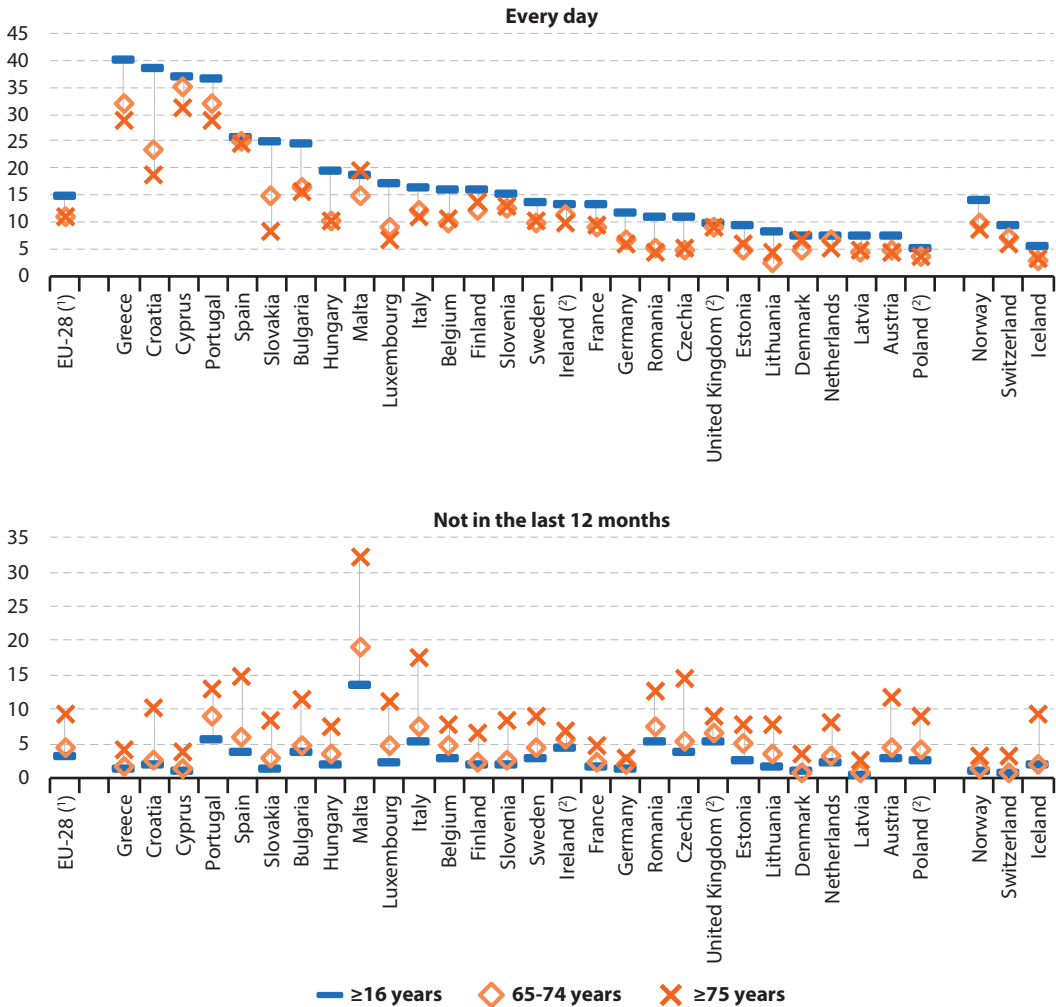 Every day
45
40
35
30
25
20
15
10
5
0
EU-28 (¹)
Greece
Croatia
Cyprus
Portugal
Spain
Slovakia
Bulgaria
Hungary
Malta
Luxembourg
Italy
Belgium
Finland
Slovenia
Sweden
Ireland (²)
France
Germany
Romania
Czechia
United Kingdom (²)
Estonia
Lithuania
Denmark
Netherlands
Latvia
Austria
Poland (²)
Norway
Switzerland
Iceland
Not in the last 12 months
35
30
25
20
15
10
5
0
EU-28 (¹)
Greece
Croatia
Cyprus
Portugal
Spain
Slovakia
Bulgaria
Hungary
Malta
Luxembourg
Italy
Belgium
Finland
Slovenia
Sweden
Ireland (²)
France
Germany
Romania
Czechia
United Kingdom (²)
Estonia
Lithuania
Denmark
Netherlands
Latvia
Austria
Poland (²)
Norway
Switzerland
Iceland
≥16 years 65-74 years ≥75 years